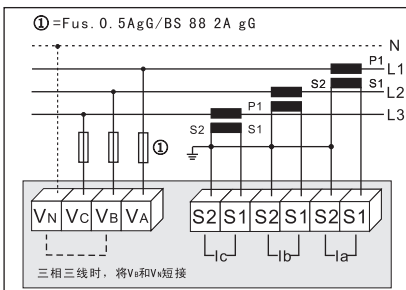 ①=Fus. 0.5AgG/BS 88 2A gG
N
P1
L1
S2 S1
L2
P1
L3
S2 S1
①
VN VC VB VA
S2 S1 S2 S1 S2 S1
Ic Ib Ia
三相三线时，将VB和VN短接